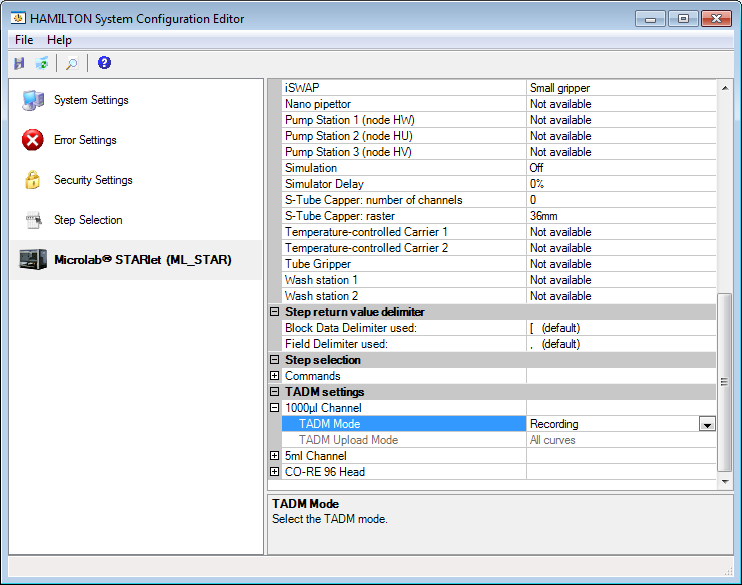 HAMILTON System Configuration Editor
File Help
System Settings
Error Settings
Security Settings
Step Selection
Microlab® STARlet (ML_STAR)
iSWAP Small gripper
Nano pipettor Not available
Pump Station 1 (node HW) Not available
Pump Station 2 (node HU) Not available
Pump Station 3 (node HV) Not available
Simulation Off
Simulator Delay 0%
S-Tube Capper: number of channels 0
S-Tube Capper: raster 36mm
Temperature-controlled Carrier 1 Not available
Temperature-controlled Carrier 2 Not available
Tube Gripper Not available
Wash station 1 Not available
Wash station 2 Not available
Step return value delimiter
Block Data Delimiter used: [ (default)
Field Delimiter used: , (default)
Step selection
Commands
TADM settings
1000µl Channel
TADM Mode Recording
TADM Upload Mode All curves
5ml Channel
CO-RE 96 Head
TADM Mode
Select the TADM mode.